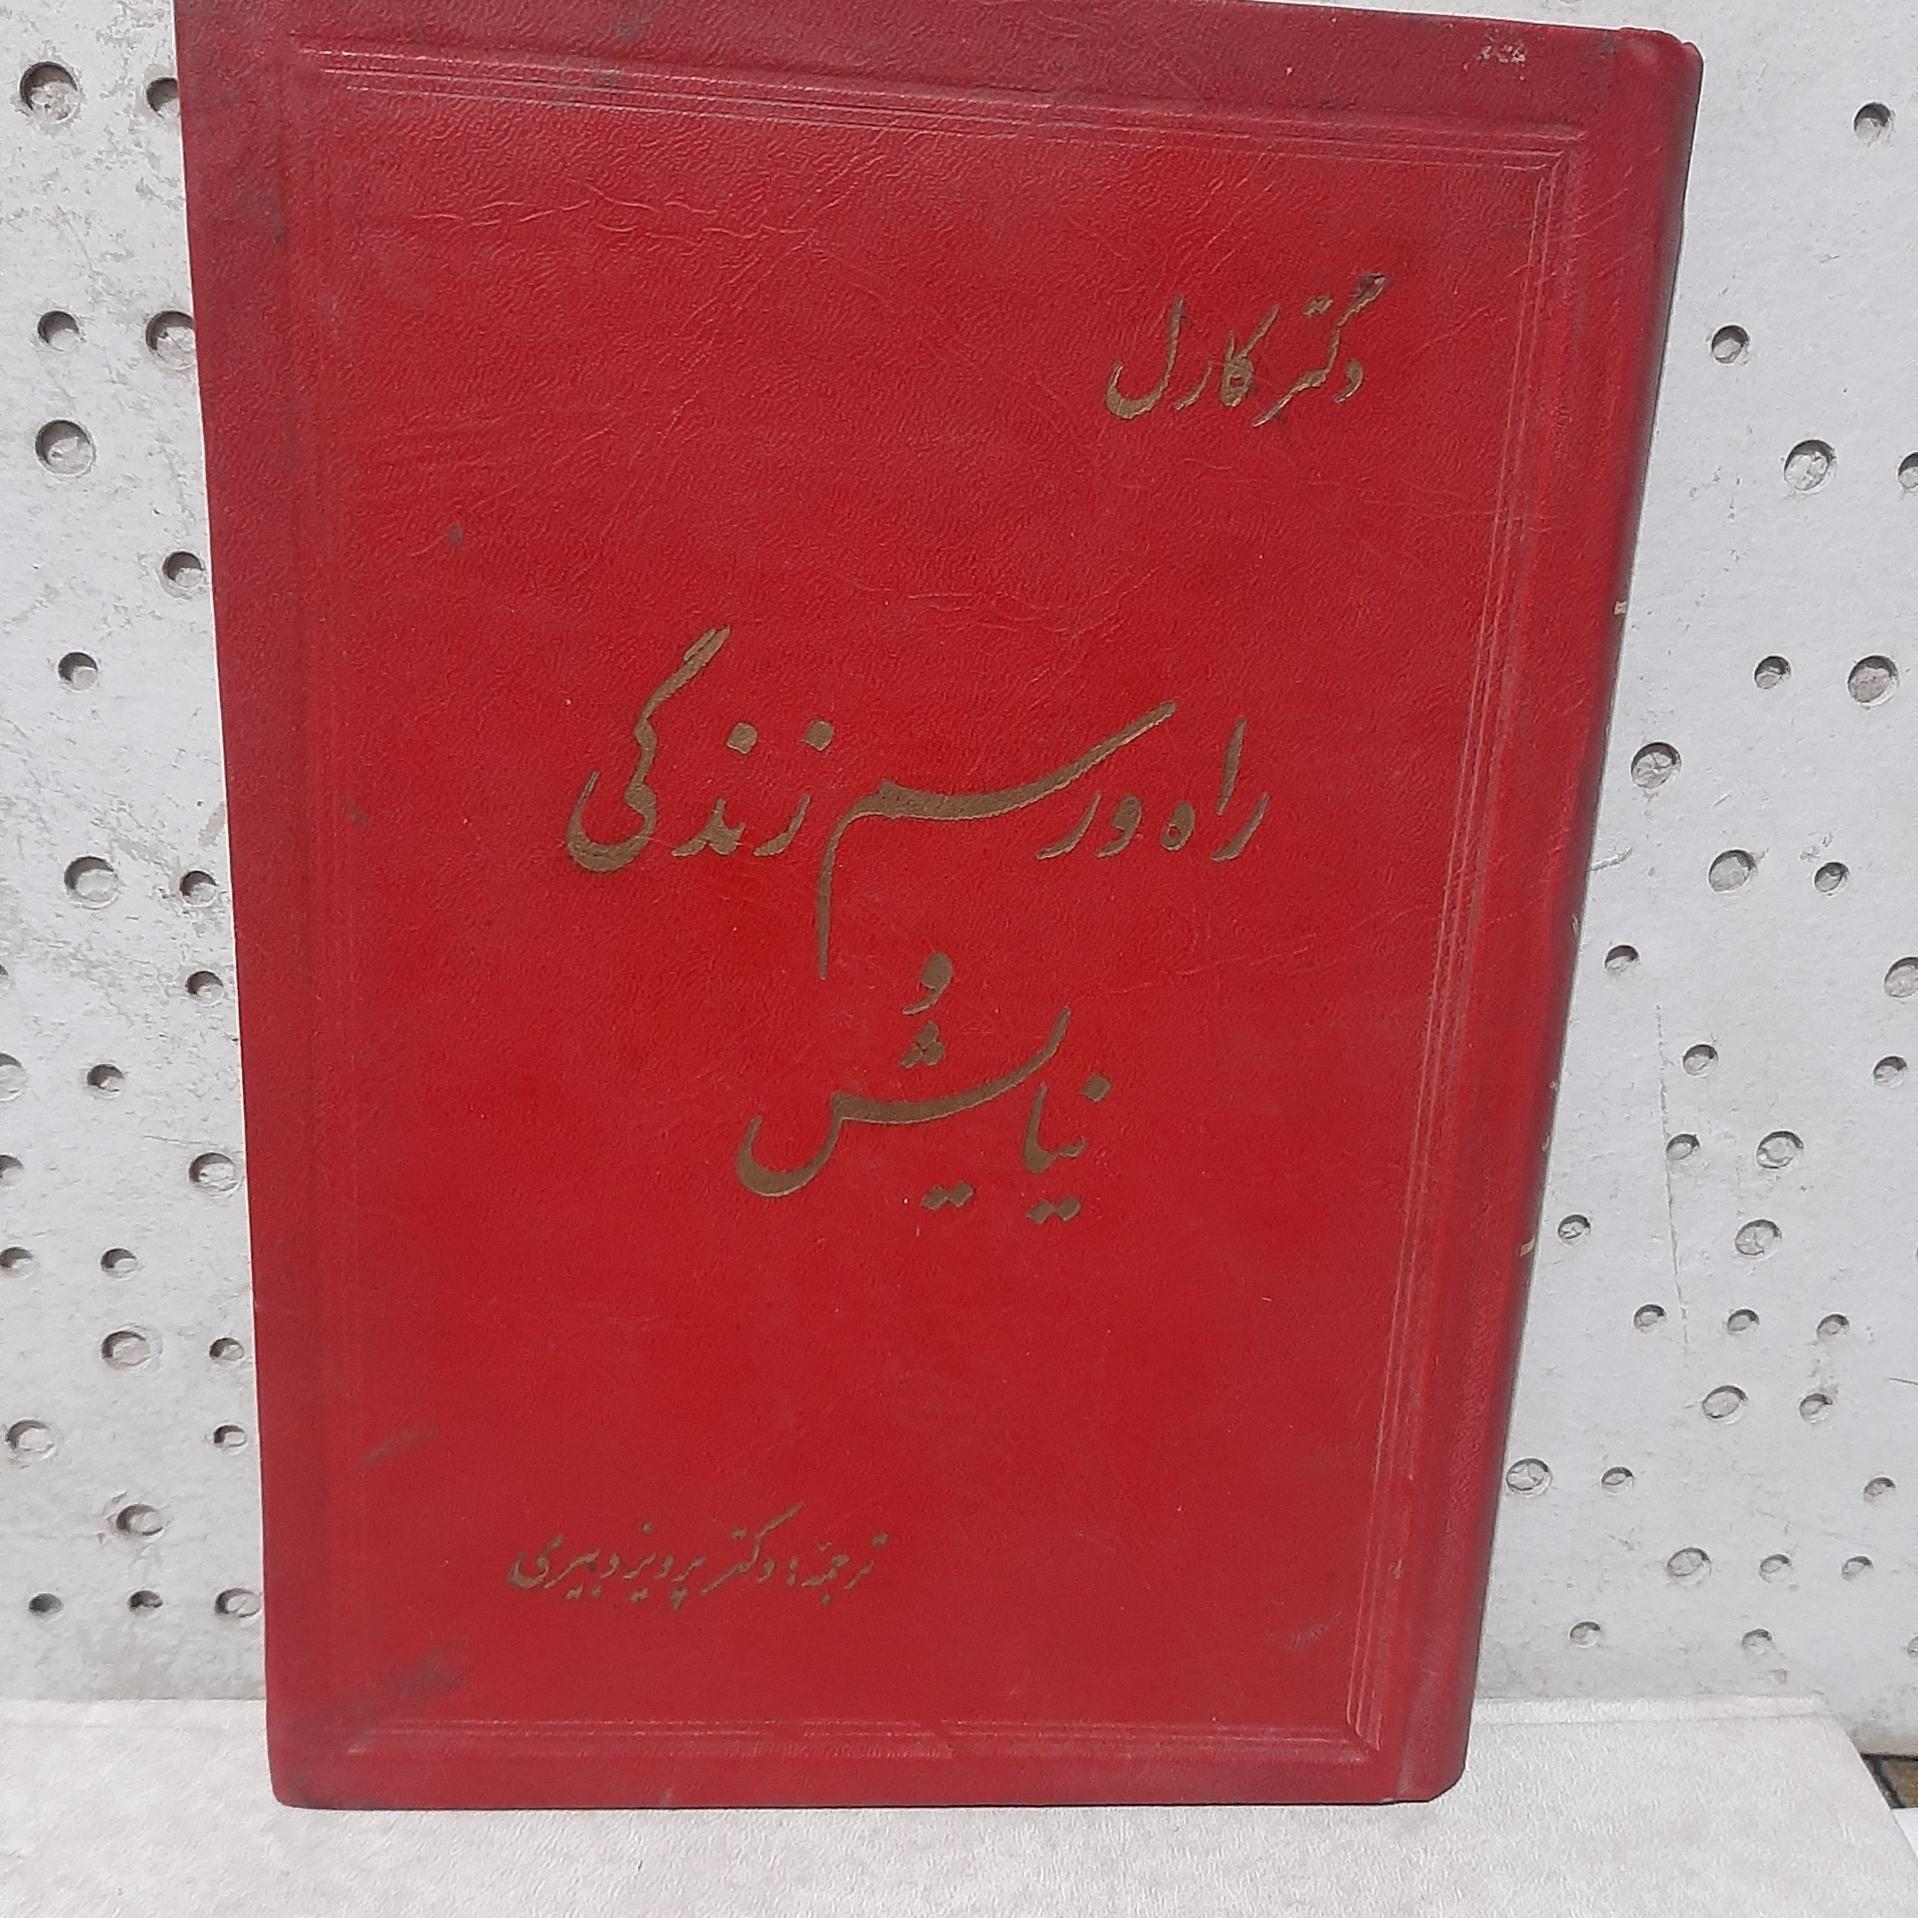 دکتر کارل
راه و رسم زندگی
و
نیایش
ترجمه: دکتر پرویز دبیری